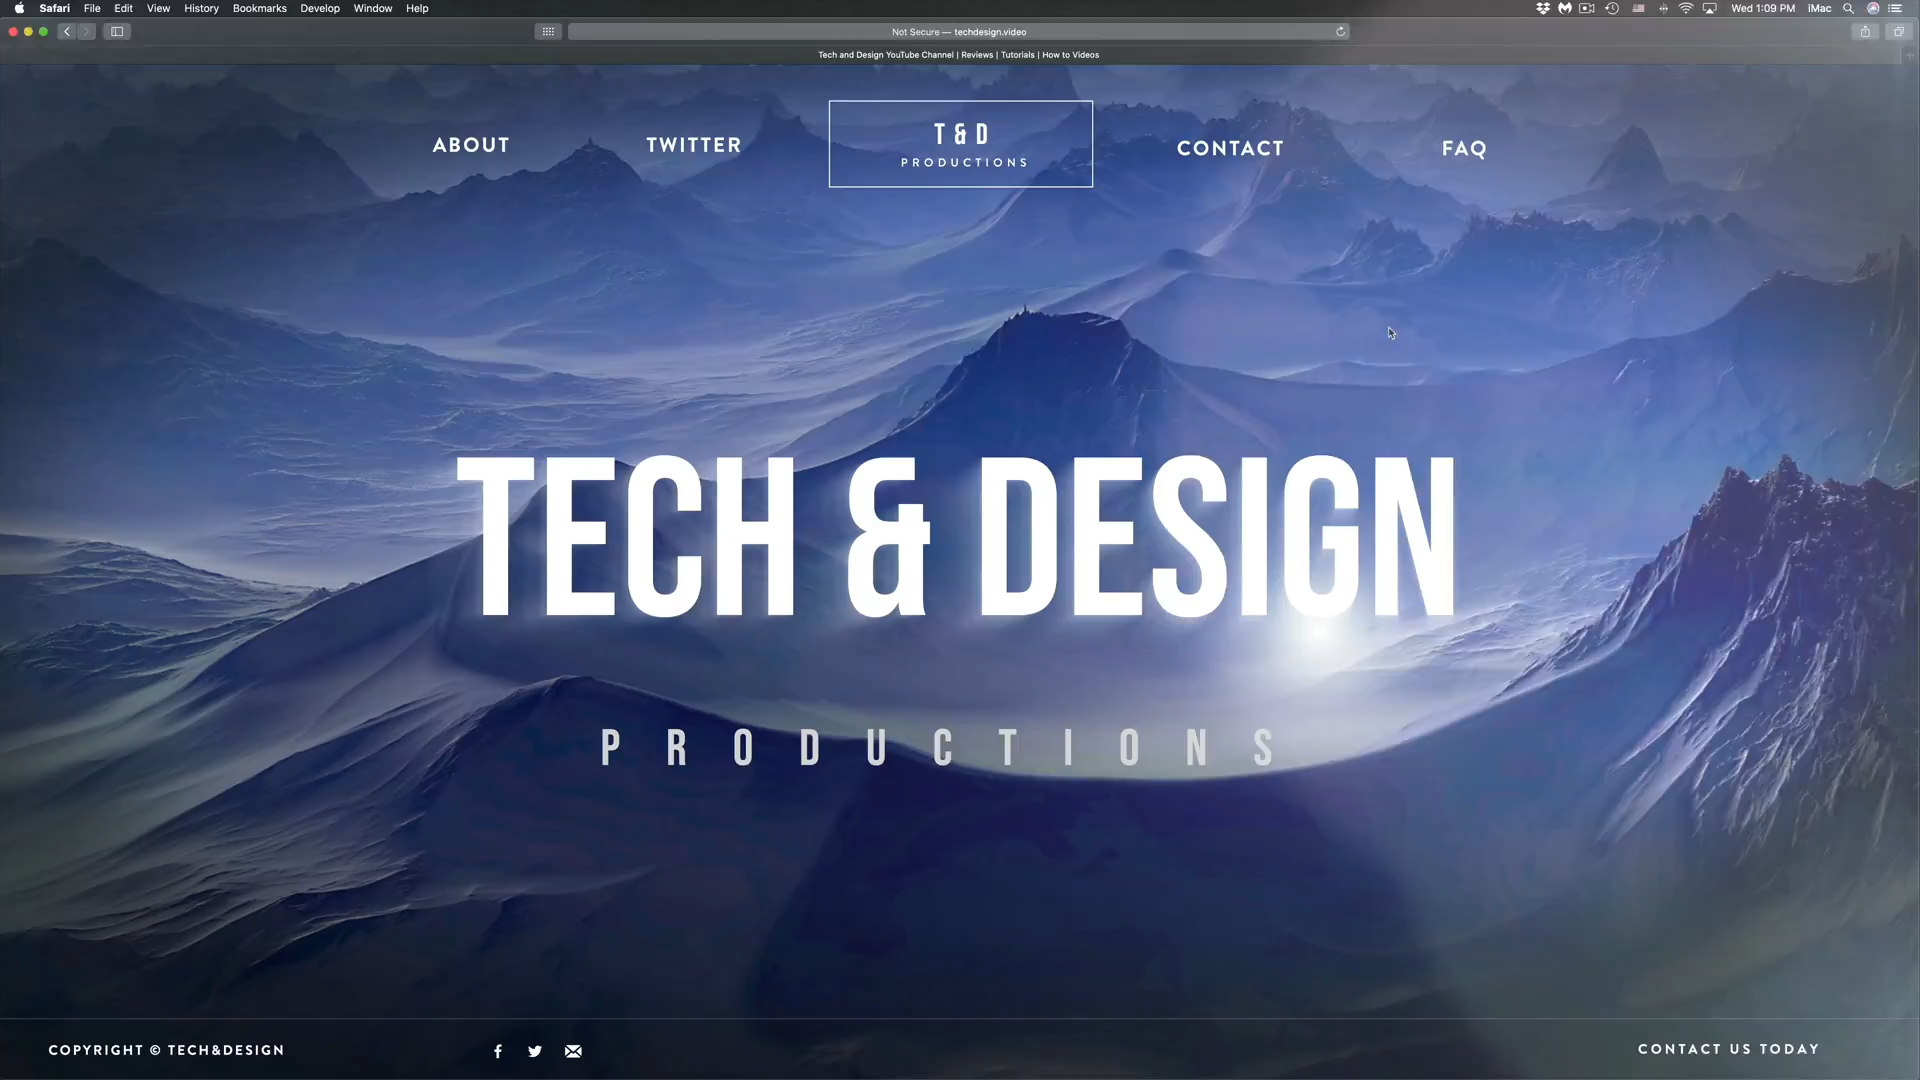 Safari File Edit View History Bookmarks Develop Window Help
Wed 1:09 PM iMac
Not Secure — techdesign.video
Tech and Design YouTube Channel | Reviews | Tutorials | How to Videos
ABOUT TWITTER T&D CONTACT FAQ
PRODUCTIONS
TECH & DESIGN
PRODUCTIONS
COPYRIGHT © TECH&DESIGN
CONTACT US TODAY